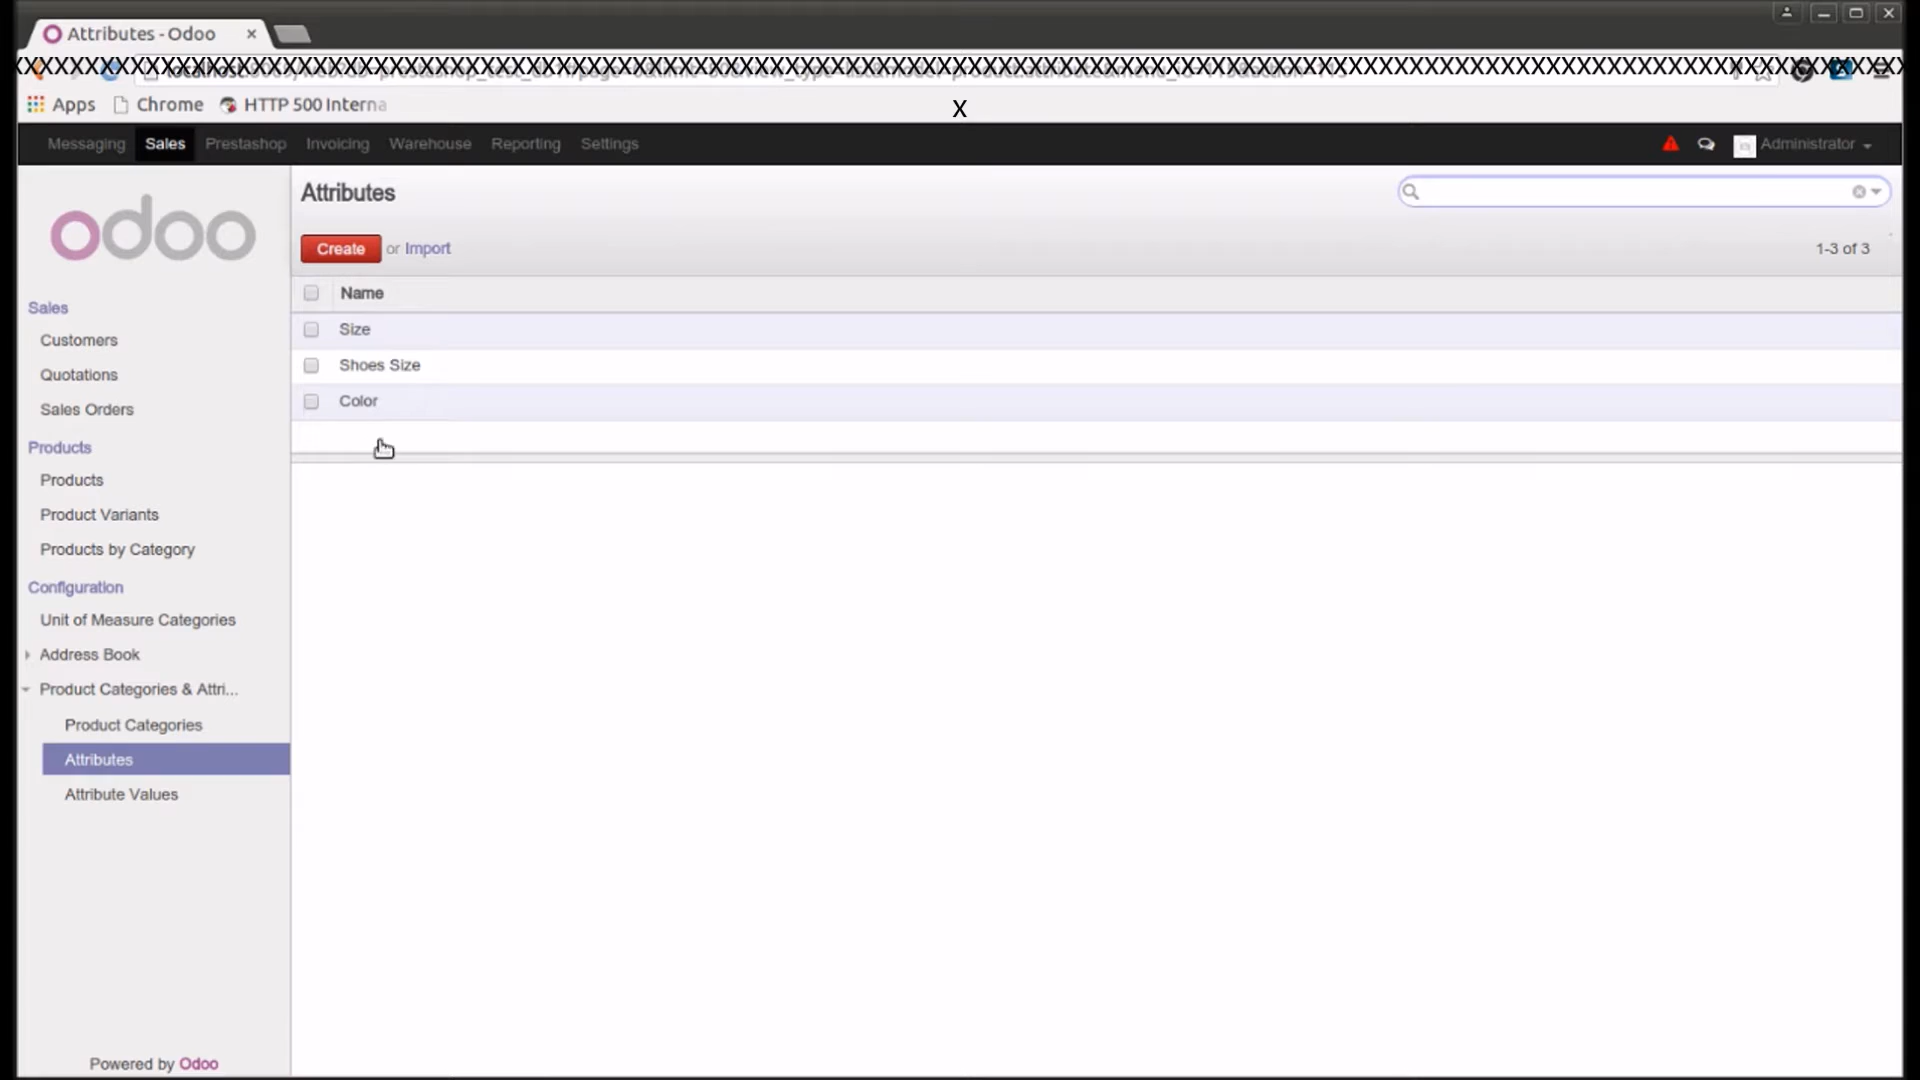 Attributes - Odoo
Apps Chrome HTTP 500 Interna
x
Messaging Sales Prestashop Invoicing Warehouse Reporting Settings Administrator
odoo
Attributes
Create or Import 1-3 of 3
Name
Size
Shoes Size
Color
Sales
Customers
Quotations
Sales Orders
Products
Products
Product Variants
Products by Category
Configuration
Unit of Measure Categories
Address Book
Product Categories & Attri...
Product Categories
Attributes
Attribute Values
Powered by Odoo